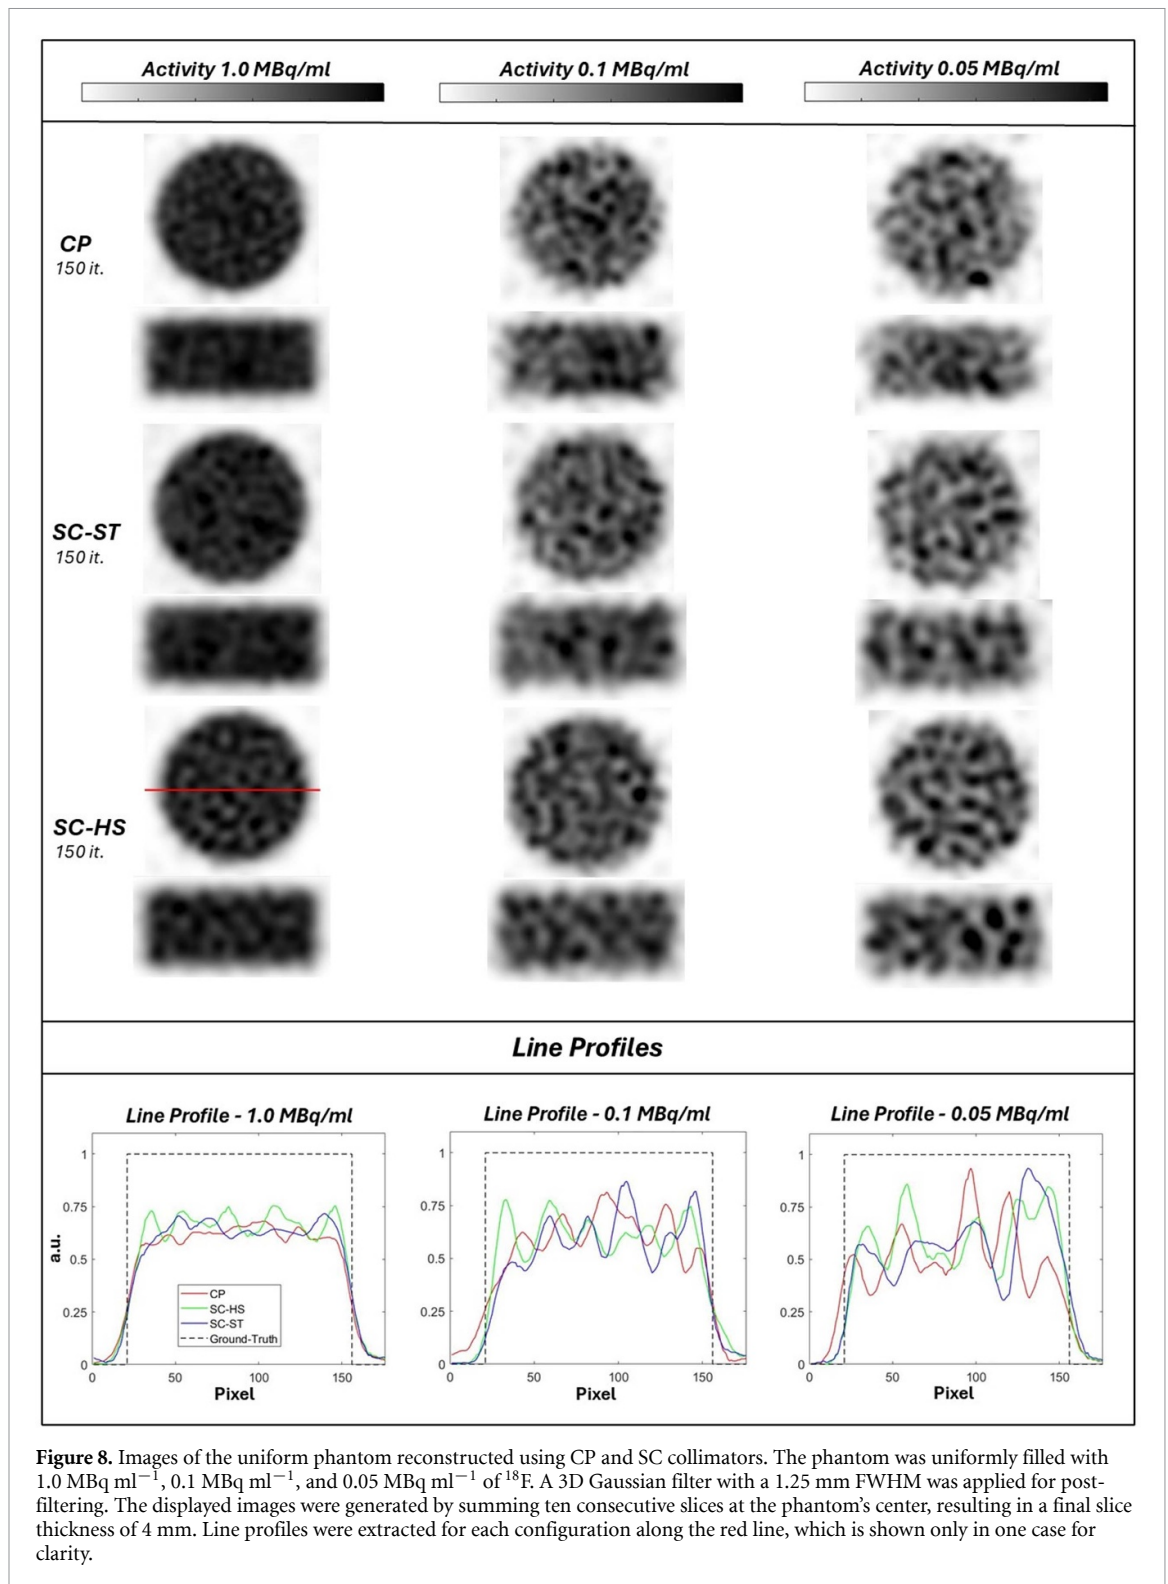 Activity 1.0 MBq/ml Activity 0.1 MBq/ml Activity 0.05 MBq/ml
CP
150 it.
SC-ST
150 it.
SC-HS
150 it.
Line Profiles
Line Profile - 1.0 MBq/ml
1
0.75
0.5
0.25
0
a.u.
CP
SC-HS
SC-ST
Ground-Truth
0 50 100 150
Pixel
Line Profile - 0.1 MBq/ml
1
0.75
0.5
0.25
0
0 50 100 150
Pixel
Line Profile - 0.05 MBq/ml
1
0.75
0.5
0.25
0
0 50 100 150
Pixel
Figure 8. Images of the uniform phantom reconstructed using CP and SC collimators. The phantom was uniformly filled with
1.0 MBq ml⁻¹, 0.1 MBq ml⁻¹, and 0.05 MBq ml⁻¹ of ¹⁸F. A 3D Gaussian filter with a 1.25 mm FWHM was applied for post-
filtering. The displayed images were generated by summing ten consecutive slices at the phantom's center, resulting in a final slice
thickness of 4 mm. Line profiles were extracted for each configuration along the red line, which is shown only in one case for
clarity.